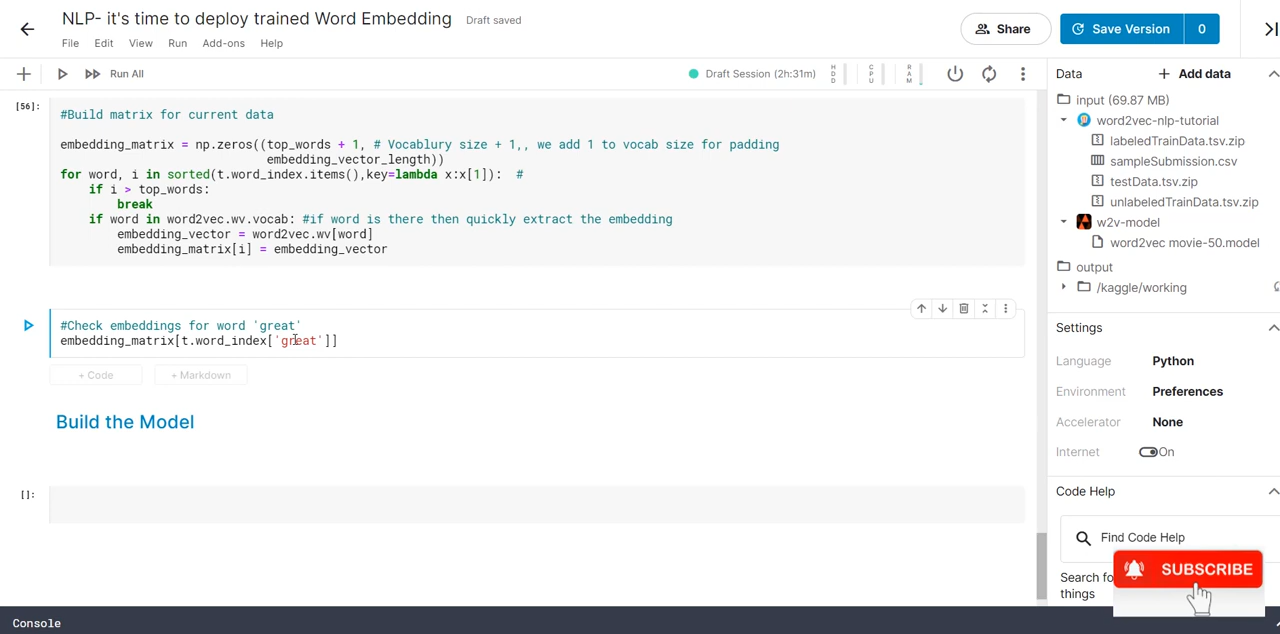 NLP- it's time to deploy trained Word Embedding Draft saved
File Edit View Run Add-ons Help
Share
Save Version 0
Run All
Draft Session (2h:31m)
HDD
CPU
RAM
[56]:
#Build matrix for current data
embedding_matrix = np.zeros((top_words + 1, # Vocablury size + 1,, we add 1 to vocab size for padding
embedding_vector_length))
for word, i in sorted(t.word_index.items(),key=lambda x:x[1]): #
if i > top_words:
break
if word in word2vec.wv.vocab: #if word is there then quickly extract the embedding
embedding_vector = word2vec.wv[word]
embedding_matrix[i] = embedding_vector
#Check embeddings for word 'great'
embedding_matrix[t.word_index['great']]
+ Code + Markdown
Build the Model
[]:
Console
Data + Add data
input (69.87 MB)
word2vec-nlp-tutorial
labeledTrainData.tsv.zip
sampleSubmission.csv
testData.tsv.zip
unlabeledTrainData.tsv.zip
w2v-model
word2vec movie-50.model
output
/kaggle/working
Settings
Language Python
Environment Preferences
Accelerator None
Internet On
Code Help
Find Code Help
Search fo
things
SUBSCRIBE